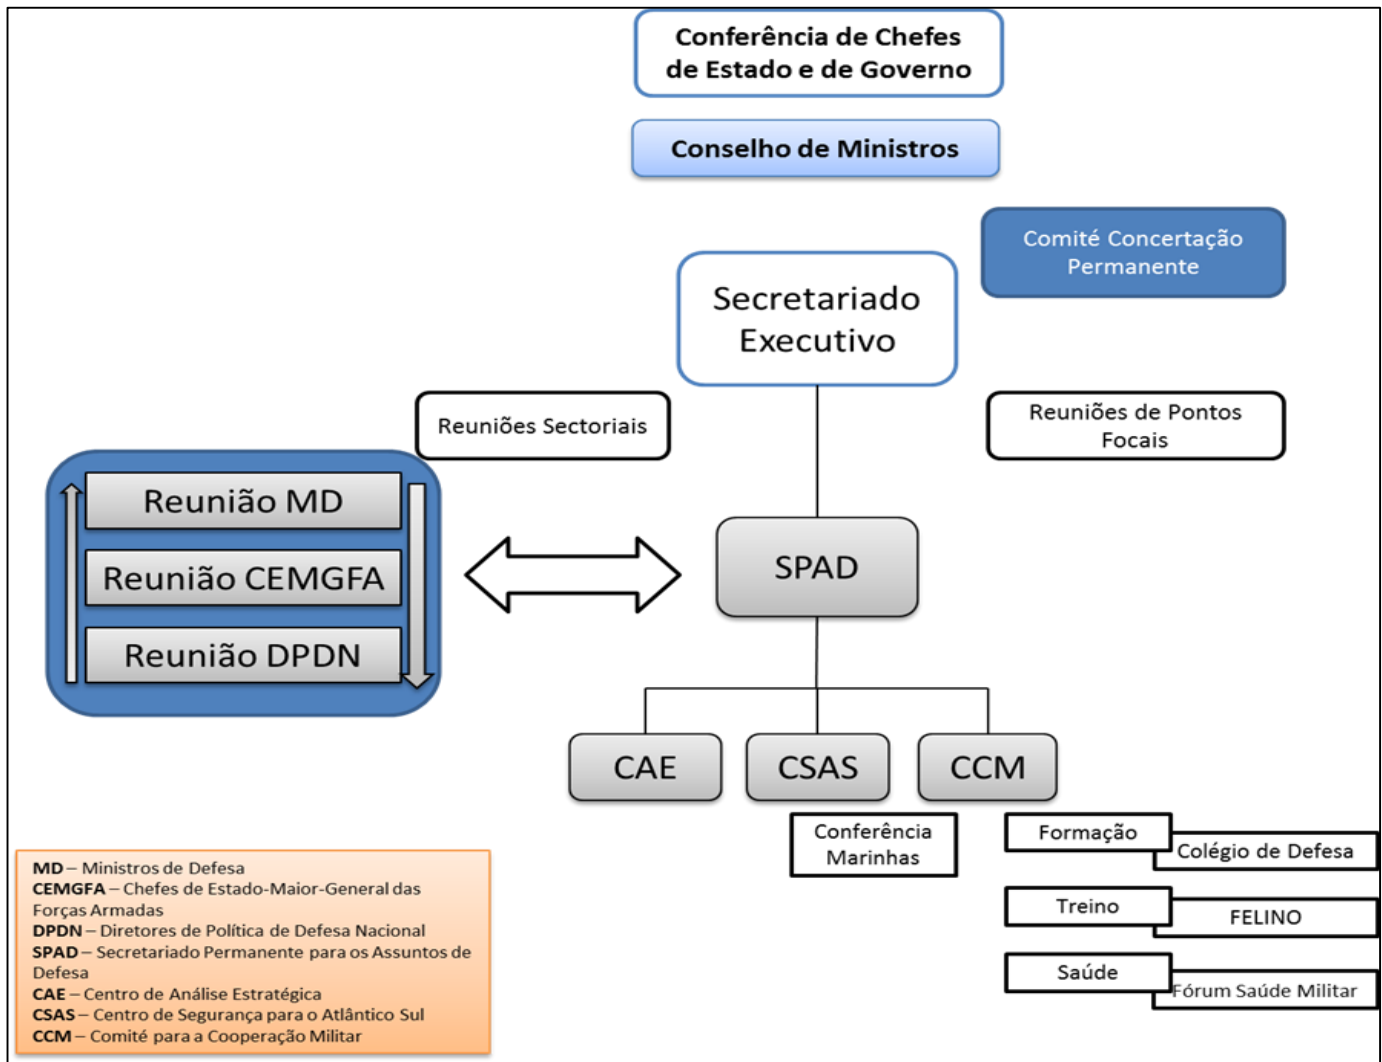 Conferência de Chefes
de Estado e de Governo
Conselho de Ministros
Comité Concertação
Permanente
Secretariado
Executivo
Reuniões Sectoriais
Reuniões de Pontos
Focais
Reunião MD
Reunião CEMGFA
Reunião DPDN
SPAD
CAE
CSAS
CCM
Conferência
Marinhas
Formação
Colégio de Defesa
Treino
FELINO
Saúde
Fórum Saúde Militar
MD – Ministros de Defesa
CEMGFA – Chefes de Estado-Maior-General das
Forças Armadas
DPDN – Diretores de Política de Defesa Nacional
SPAD – Secretariado Permanente para os Assuntos de
Defesa
CAE – Centro de Análise Estratégica
CSAS – Centro de Segurança para o Atlântico Sul
CCM – Comité para a Cooperação Militar